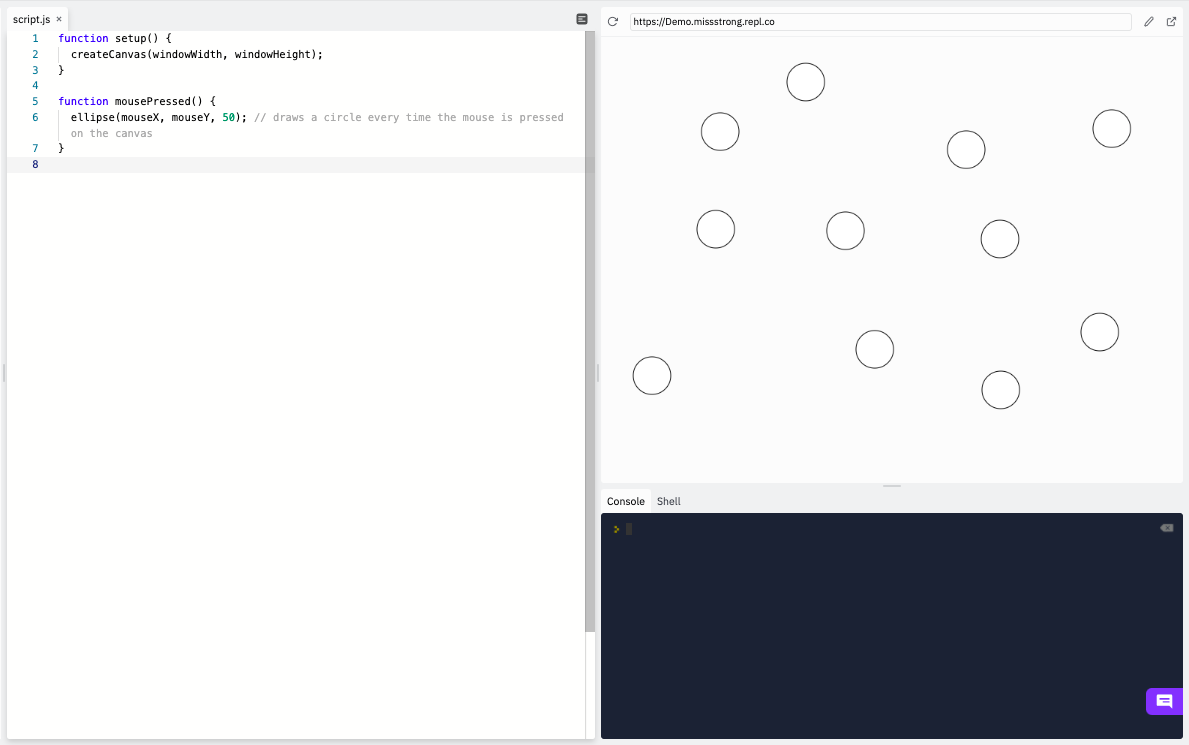 script.js ×
1 function setup() {
2 createCanvas(windowWidth, windowHeight);
3 }
4
5 function mousePressed() {
6 ellipse(mouseX, mouseY, 50); // draws a circle every time the mouse is pressed
on the canvas
7 }
8
https://Demo.missstrong.repl.co
Console Shell